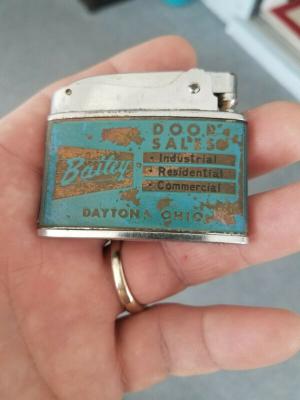 DOOR
SALES
Bailey
• Industrial
• Residential
• Commercial
DAYTON, OHIO